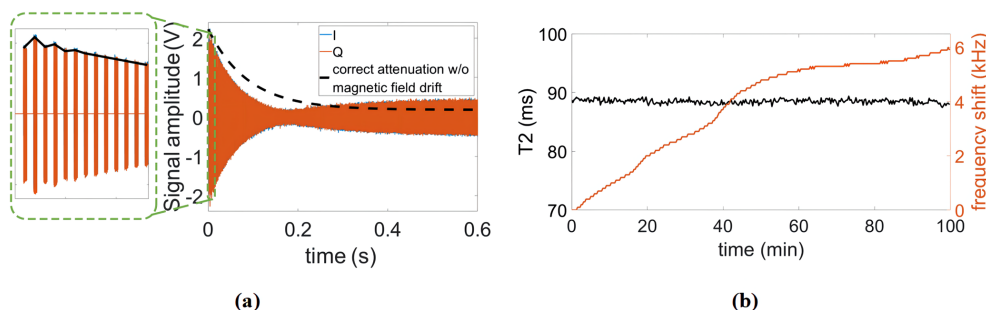 Signal amplitude (V)
2
1
0
-1
-2
I
Q
correct attenuation w/o
magnetic field drift
0
0.2
0.4
0.6
time (s)
(a)
T2 (ms)
100
90
80
70
0
20
40
60
80
100
time (min)
6
4
2
0
frequency shift (kHz)
(b)